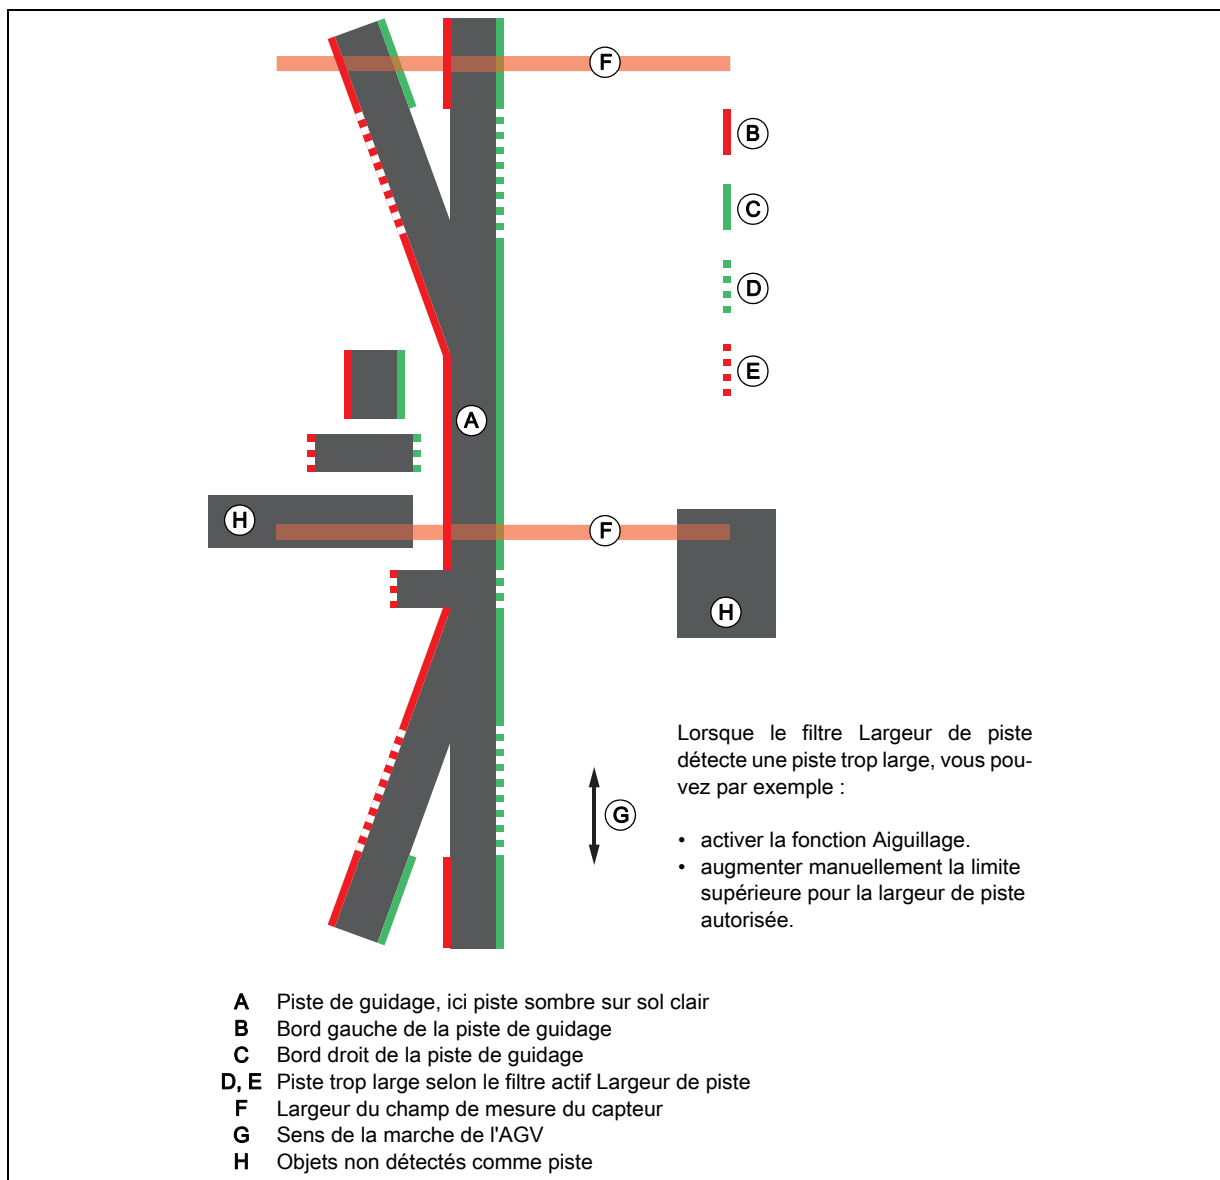 F
B
C
D
E
A
H
F
H
Lorsque le filtre Largeur de piste
détecte une piste trop large, vous pou-
vez par exemple :
G
• activer la fonction Aiguillage.
• augmenter manuellement la limite
supérieure pour la largeur de piste
autorisée.
A Piste de guidage, ici piste sombre sur sol clair
B Bord gauche de la piste de guidage
C Bord droit de la piste de guidage
D, E Piste trop large selon le filtre actif Largeur de piste
F Largeur du champ de mesure du capteur
G Sens de la marche de l'AGV
H Objets non détectés comme piste